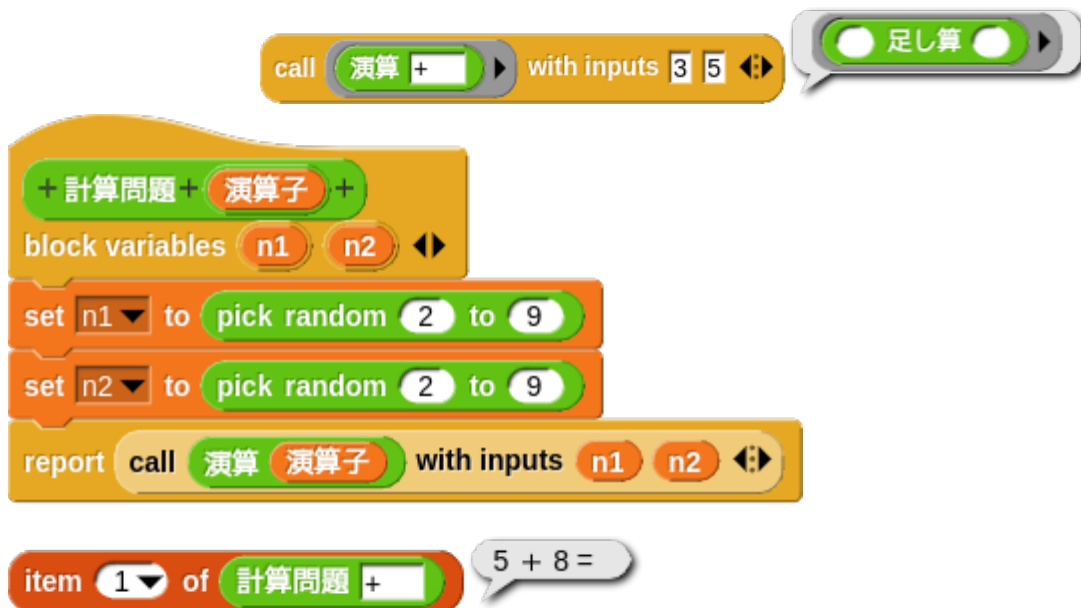 call 演算 + with inputs 3 5
足し算
+ 計算問題 + 演算子 +
block variables n1 n2
set n1 to pick random 2 to 9
set n2 to pick random 2 to 9
report call 演算 演算子 with inputs n1 n2
item 1 of 計算問題 +
5 + 8 =